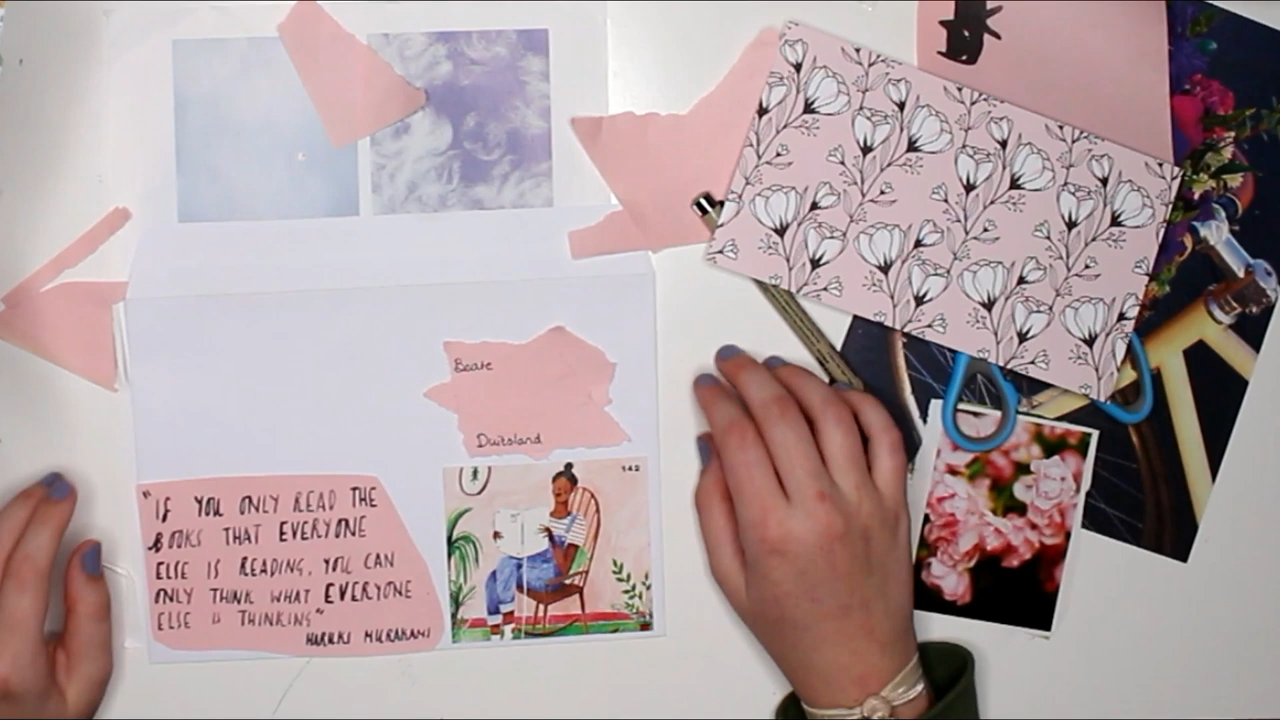 Beate
Duitsland
142
"IF YOU ONLY READ THE
BOOKS THAT EVERYONE
ELSE IS READING, YOU CAN
ONLY THINK WHAT EVERYONE
ELSE IS THINKING"
HARUKI MURAKAMI